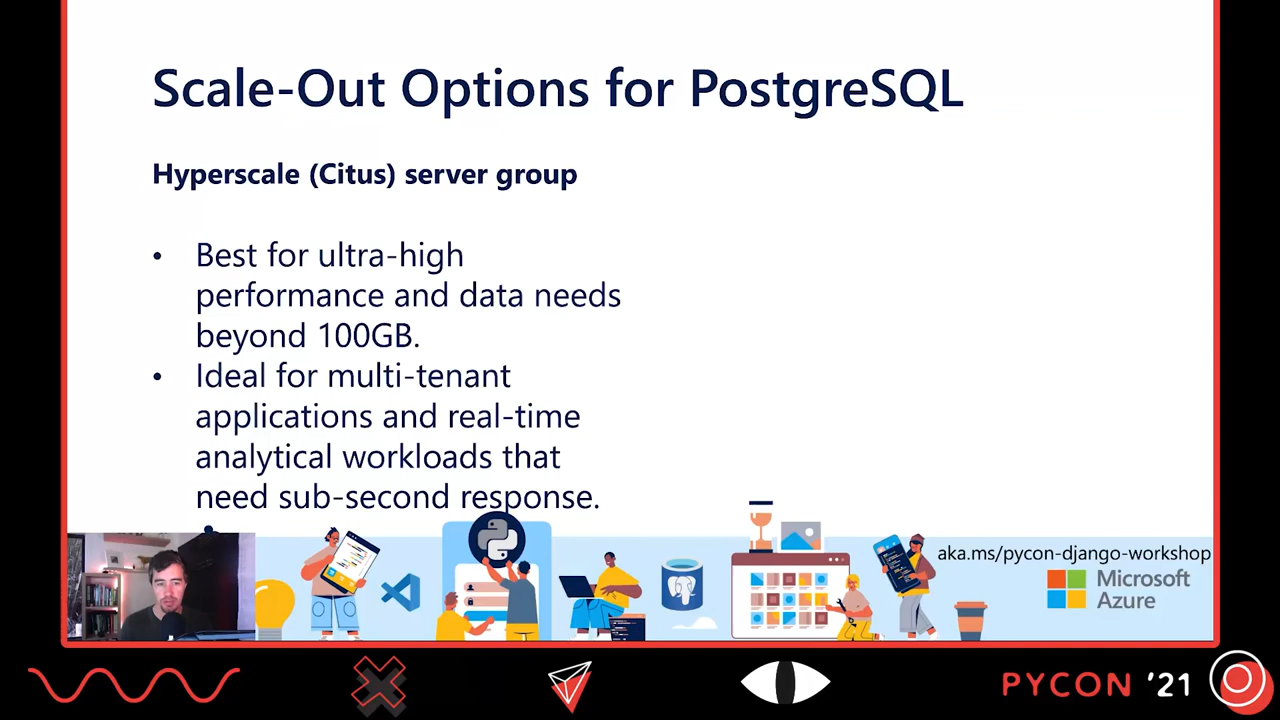 Scale-Out Options for PostgreSQL
Hyperscale (Citus) server group
• Best for ultra-high
performance and data needs
beyond 100GB.
• Ideal for multi-tenant
applications and real-time
analytical workloads that
need sub-second response.
aka.ms/pycon-django-workshop
Microsoft
Azure
PYCON '21